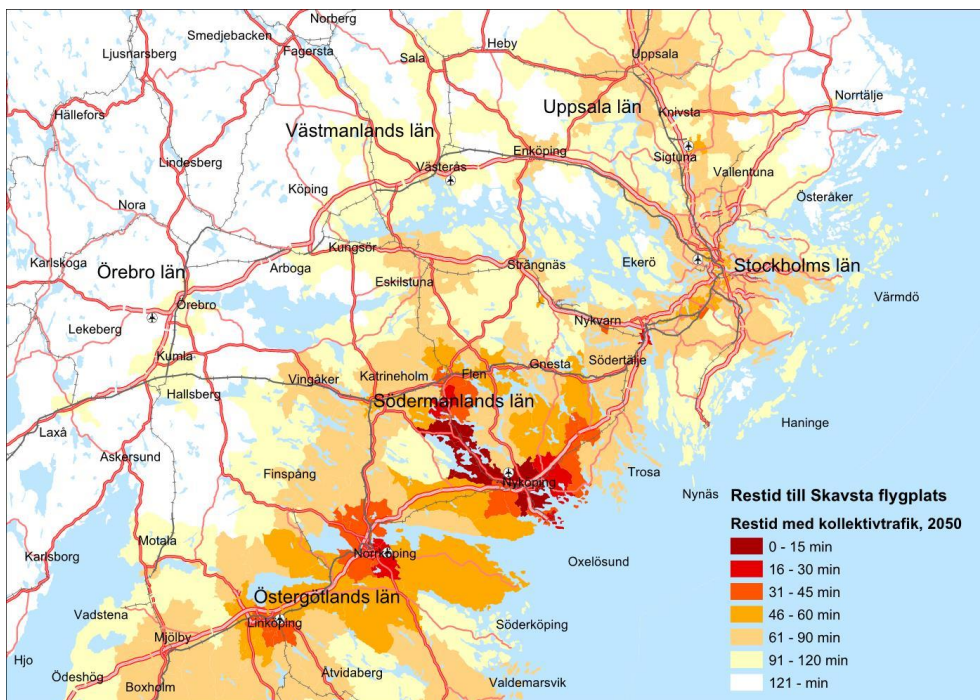 Norberg
Smedjebacken
Ljusnarsberg
Fagersta
Sala
Heby
Uppsala
Hällefors
Uppsala län
Knivsta
Norrtälje
Västmanlands län
Enköping
Sigtuna
Lindesberg
Västerås
Vallentuna
Köping
Österåker
Nora
Kungsör
Karlskoga
Örebro län
Arboga
Strängnäs
Ekerö
Stockholms län
Eskilstuna
Värmdö
Örebro
Lekeberg
Nykvarn
Kumla
Södertälje
Gnesta
Flen
Katrineholm
Vingåker
Hallsberg
Södermanlands län
Haninge
Laxå
Askersund
Trosa
Finspång
Nyköping
Nynäs
Motala
Norrköping
Karlsborg
Oxelösund
Östergötlands län
Vadstena
Linköping
Söderköping
Mjölby
Hjo
Ödeshög
Åtvidaberg
Boxholm
Valdemarsvik
Restid till Skavsta flygplats
Restid med kollektivtrafik, 2050
0 - 15 min
16 - 30 min
31 - 45 min
46 - 60 min
61 - 90 min
91 - 120 min
121 - min